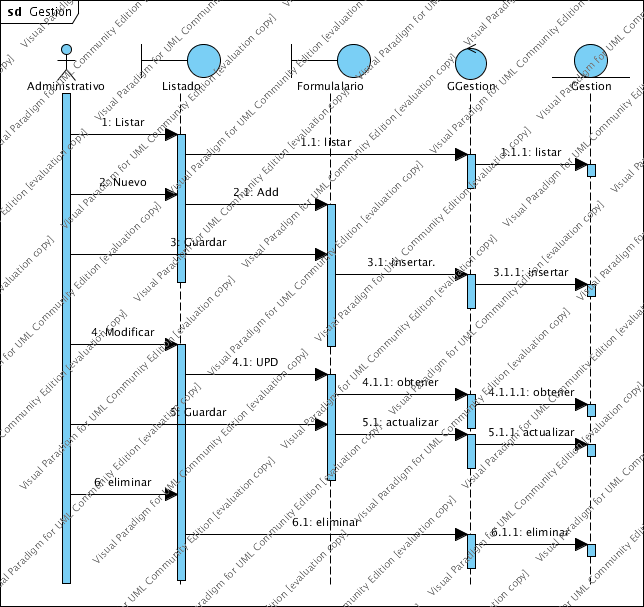 sd Gestion
Administrativo Listado Formulalario GGestion Gestion
1: Listar
1.1: listar
1.1.1: listar
2: Nuevo
2.1: Add
3: Guardar
3.1: insertar.
3.1.1: insertar
4: Modificar
4.1: UPD
4.1.1: obtener
4.1.1.1: obtener
5: Guardar
5.1: actualizar
5.1.1: actualizar
6: eliminar
6.1: eliminar
6.1.1: eliminar
Visual Paradigm for UML Community Edition [evaluation copy]